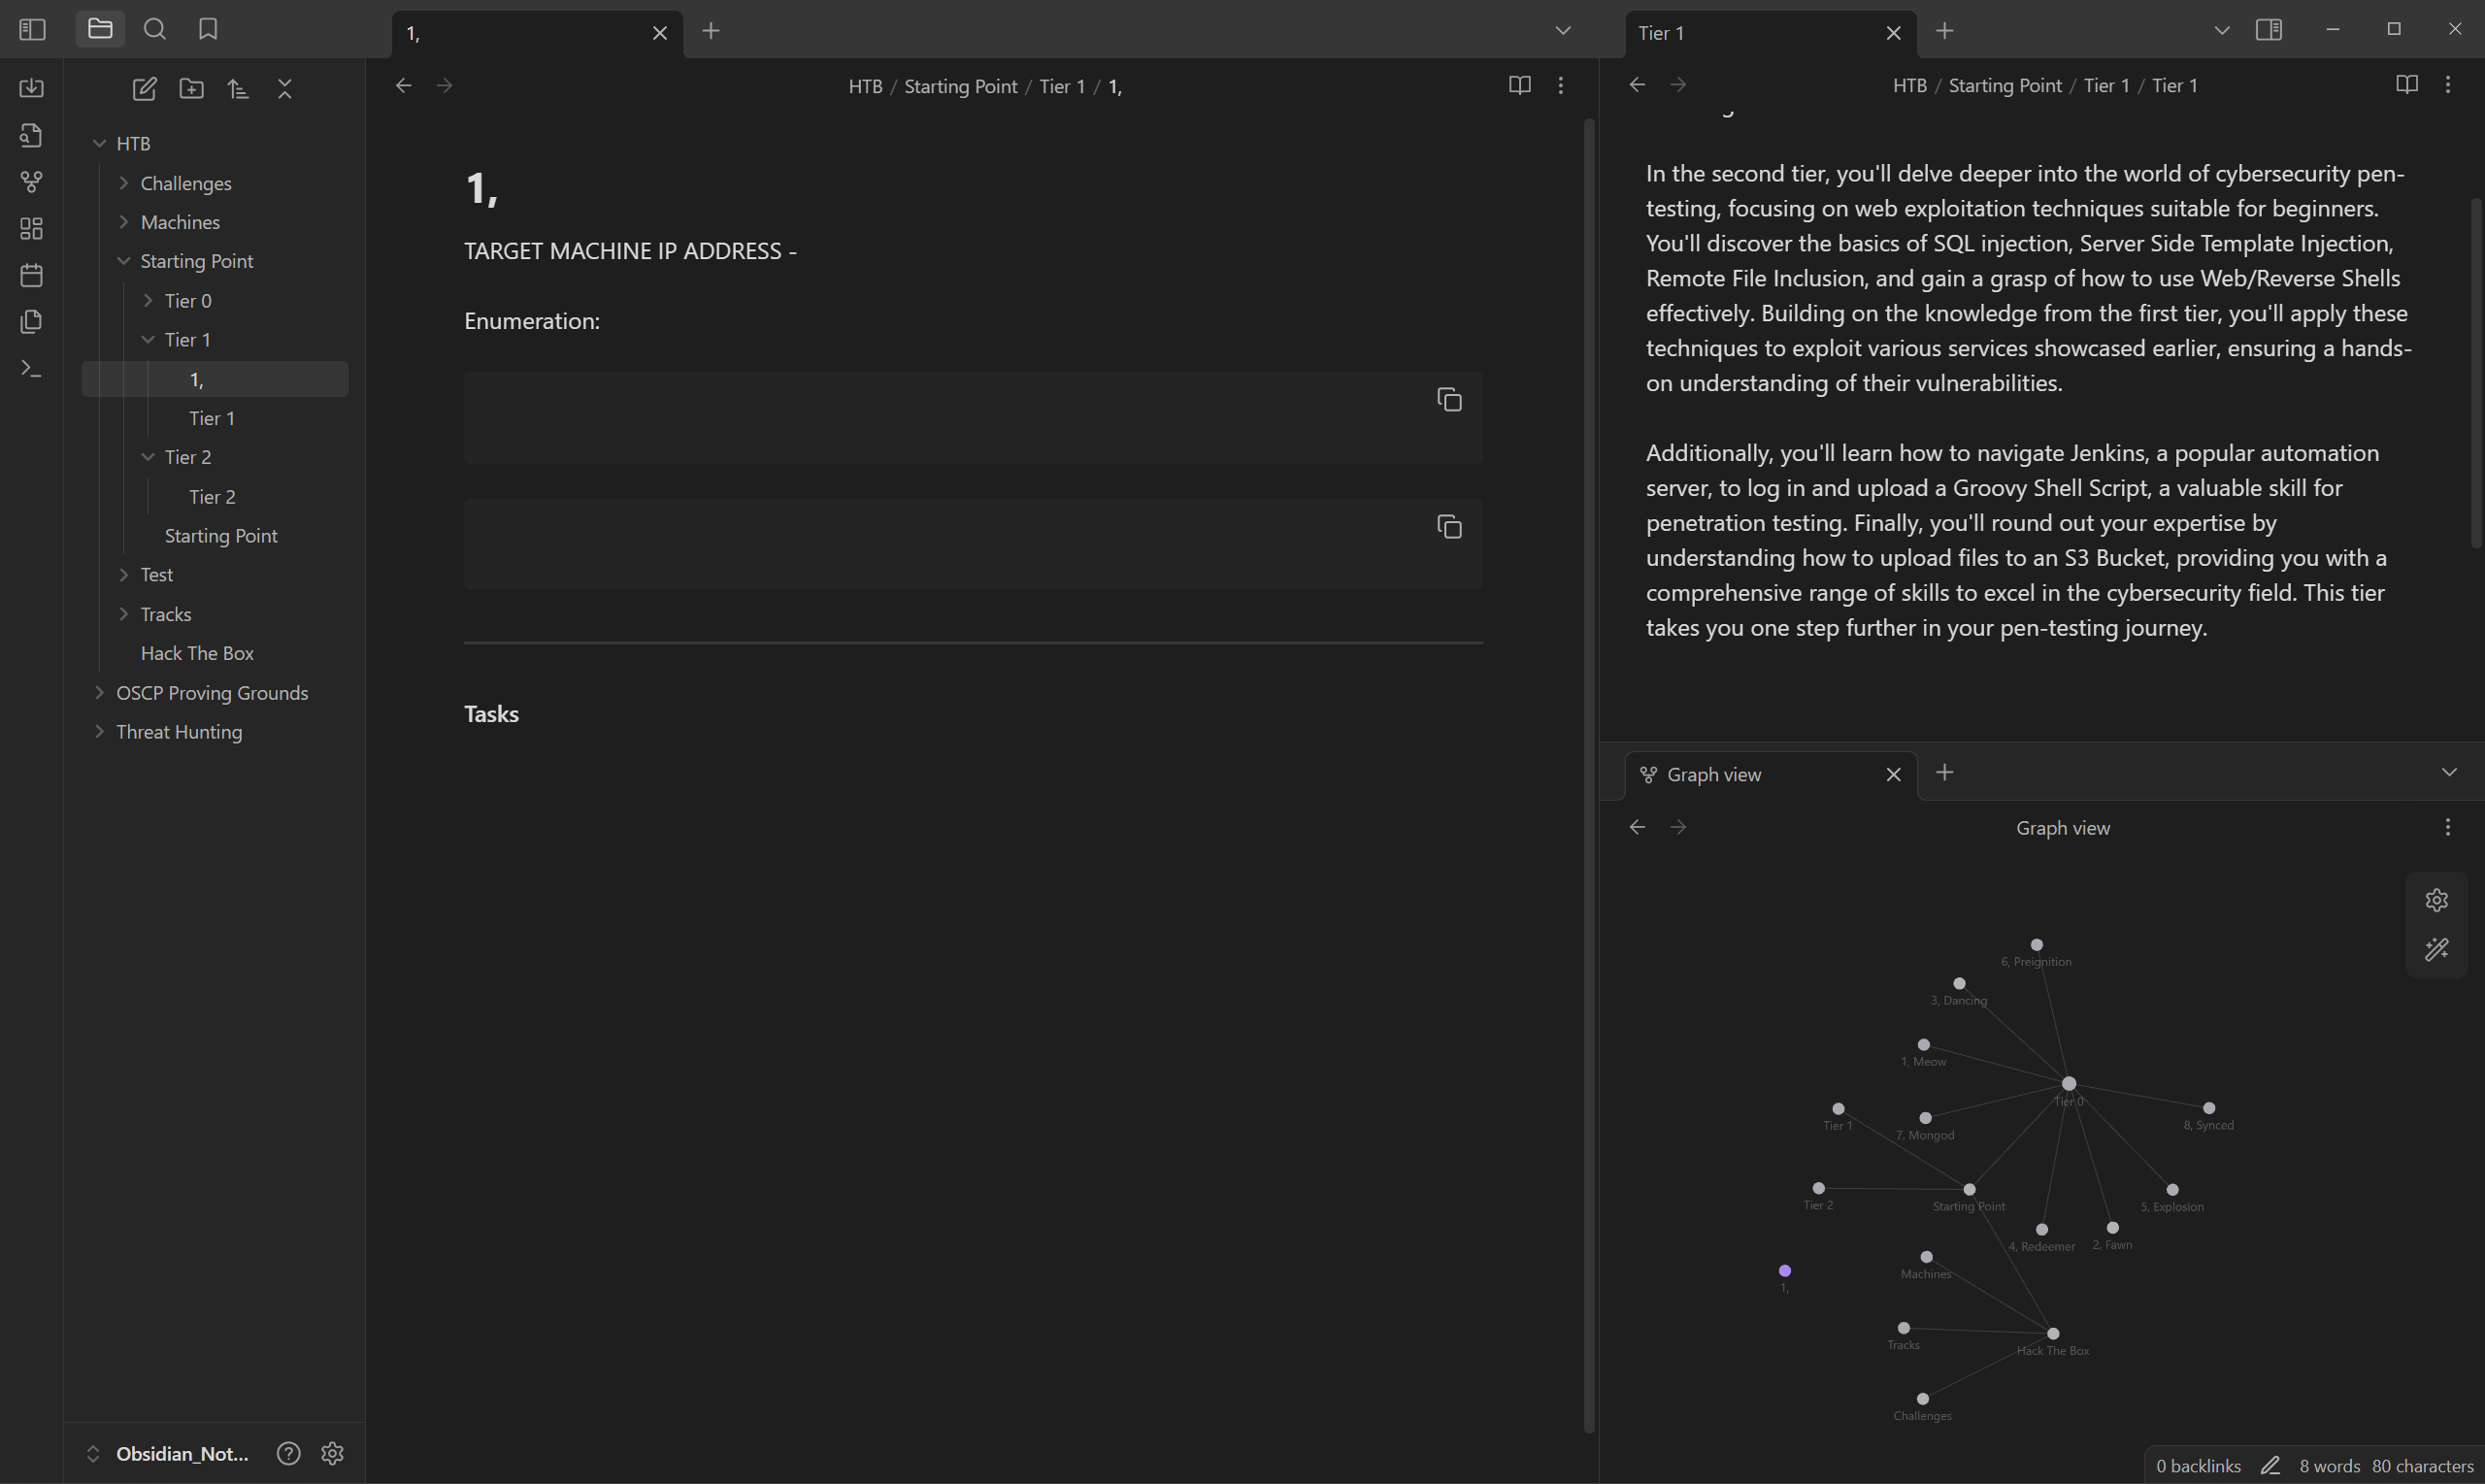 1,
Tier 1
HTB / Starting Point / Tier 1 / 1,
HTB / Starting Point / Tier 1 / Tier 1
HTB
Challenges
Machines
Starting Point
Tier 0
Tier 1
1,
Tier 1
Tier 2
Tier 2
Starting Point
Test
Tracks
Hack The Box
OSCP Proving Grounds
Threat Hunting
Obsidian_Not...
1,
TARGET MACHINE IP ADDRESS -
Enumeration:
Tasks
In the second tier, you'll delve deeper into the world of cybersecurity pen-
testing, focusing on web exploitation techniques suitable for beginners.
You'll discover the basics of SQL injection, Server Side Template Injection,
Remote File Inclusion, and gain a grasp of how to use Web/Reverse Shells
effectively. Building on the knowledge from the first tier, you'll apply these
techniques to exploit various services showcased earlier, ensuring a hands-
on understanding of their vulnerabilities.
Additionally, you'll learn how to navigate Jenkins, a popular automation
server, to log in and upload a Groovy Shell Script, a valuable skill for
penetration testing. Finally, you'll round out your expertise by
understanding how to upload files to an S3 Bucket, providing you with a
comprehensive range of skills to excel in the cybersecurity field. This tier
takes you one step further in your pen-testing journey.
Graph view
Graph view
6, Preignition
3, Dancing
1, Meow
Tier 0
Tier 1
7, Mongod
8, Synced
Tier 2
Starting Point
5, Explosion
4, Redeemer
2, Fawn
Machines
1,
Tracks
Hack The Box
Challenges
0 backlinks
8 words
80 characters